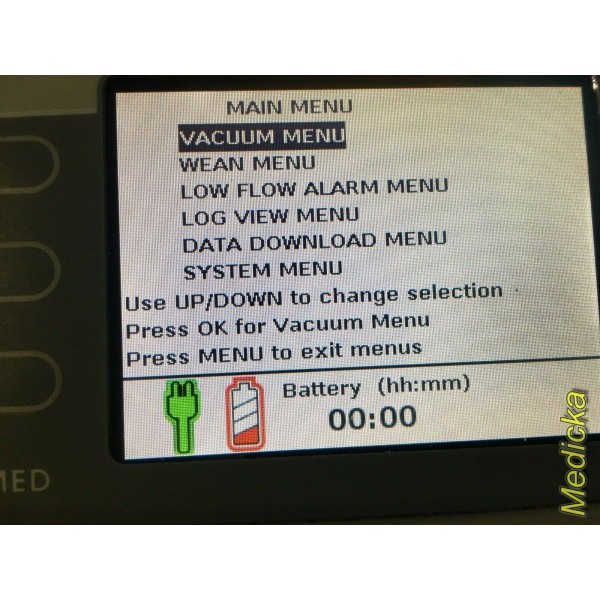 MAIN MENU
VACUUM MENU
WEAN MENU
LOW FLOW ALARM MENU
LOG VIEW MENU
DATA DOWNLOAD MENU
SYSTEM MENU
Use UP/DOWN to change selection
Press OK for Vacuum Menu
Press MENU to exit menus
Battery (hh:mm)
00:00
MED
Medicka